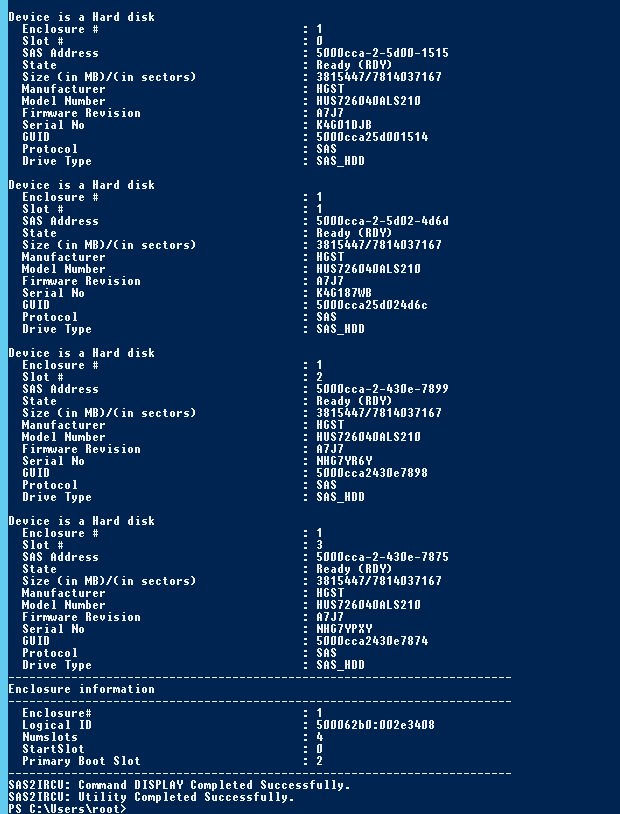 Device is a Hard disk
Enclosure # : 1
Slot # : 0
SAS Address : 5000cca-2-5d00-1515
State : Ready (RDY)
Size (in MB)/(in sectors) : 3815447/7814037167
Manufacturer : HGST
Model Number : HUS726040ALS210
Firmware Revision : A7J7
Serial No : K4G01DJB
GUID : 5000cca25d001514
Protocol : SAS
Drive Type : SAS_HDD
Device is a Hard disk
Enclosure # : 1
Slot # : 1
SAS Address : 5000cca-2-5d02-4d6d
State : Ready (RDY)
Size (in MB)/(in sectors) : 3815447/7814037167
Manufacturer : HGST
Model Number : HUS726040ALS210
Firmware Revision : A7J7
Serial No : K4G187WB
GUID : 5000cca25d024d6c
Protocol : SAS
Drive Type : SAS_HDD
Device is a Hard disk
Enclosure # : 1
Slot # : 2
SAS Address : 5000cca-2-430e-7899
State : Ready (RDY)
Size (in MB)/(in sectors) : 3815447/7814037167
Manufacturer : HGST
Model Number : HUS726040ALS210
Firmware Revision : A7J7
Serial No : NHG7YR6Y
GUID : 5000cca2430e7898
Protocol : SAS
Drive Type : SAS_HDD
Device is a Hard disk
Enclosure # : 1
Slot # : 3
SAS Address : 5000cca-2-430e-7875
State : Ready (RDY)
Size (in MB)/(in sectors) : 3815447/7814037167
Manufacturer : HGST
Model Number : HUS726040ALS210
Firmware Revision : A7J7
Serial No : NHG7YPXY
GUID : 5000cca2430e7874
Protocol : SAS
Drive Type : SAS_HDD
------------------------------------------------------------------------
Enclosure information
------------------------------------------------------------------------
Enclosure# : 1
Logical ID : 500062b0:002e3408
Numslots : 4
StartSlot : 0
Primary Boot Slot : 2
------------------------------------------------------------------------
SAS2IRCU: Command DISPLAY Completed Successfully.
SAS2IRCU: Utility Completed Successfully.
PS C:\Users\root>